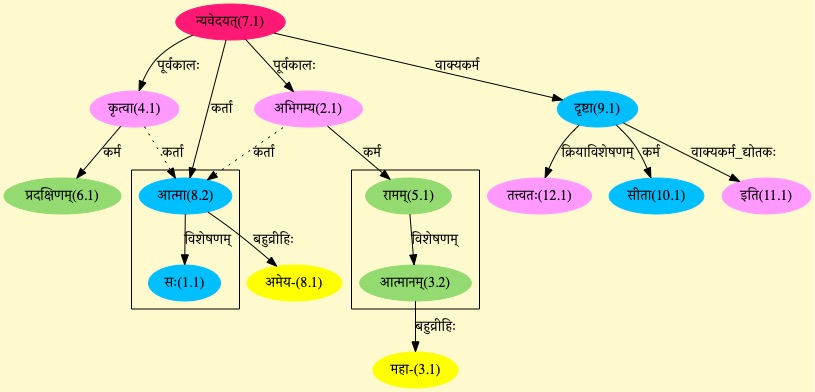 न्यवेदयत्(7.1)
पूर्वकालः पूर्वकालः वाक्यकर्म
कृत्वा(4.1) कर्ता अभिगम्य(2.1) दृष्टा(9.1)
कर्म कर्ता कर्ता कर्म क्रियाविशेषणम् कर्म वाक्यकर्म_द्योतकः
प्रदक्षिणम्(6.1) आत्मा(8.2) रामम्(5.1) तत्त्वतः(12.1) सीता(10.1) इति(11.1)
विशेषणम् बहुव्रीहिः विशेषणम्
सः(1.1) अमेय-(8.1) आत्मानम्(3.2)
बहुव्रीहिः
महा-(3.1)